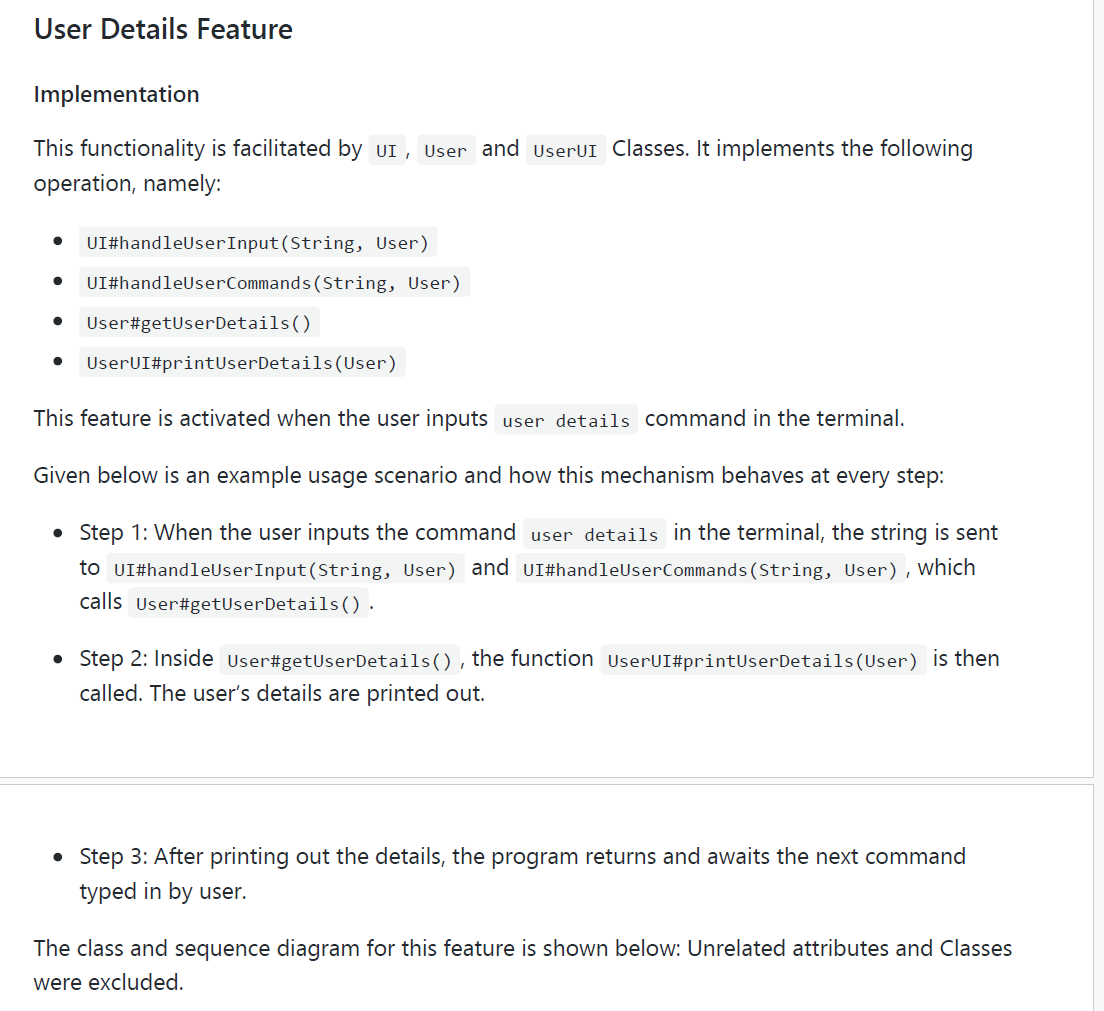 User Details Feature
Implementation
This functionality is facilitated by UI, User and UserUI Classes. It implements the following
operation, namely:
• UI#handleUserInput(String, User)
• UI#handleUserCommands(String, User)
• User#getUserDetails()
• UserUI#printUserDetails(User)
This feature is activated when the user inputs user details command in the terminal.
Given below is an example usage scenario and how this mechanism behaves at every step:
• Step 1: When the user inputs the command user details in the terminal, the string is sent
to UI#handleUserInput(String, User) and UI#handleUserCommands(String, User), which
calls User#getUserDetails().
• Step 2: Inside User#getUserDetails(), the function UserUI#printUserDetails(User) is then
called. The user’s details are printed out.
• Step 3: After printing out the details, the program returns and awaits the next command
typed in by user.
The class and sequence diagram for this feature is shown below: Unrelated attributes and Classes
were excluded.